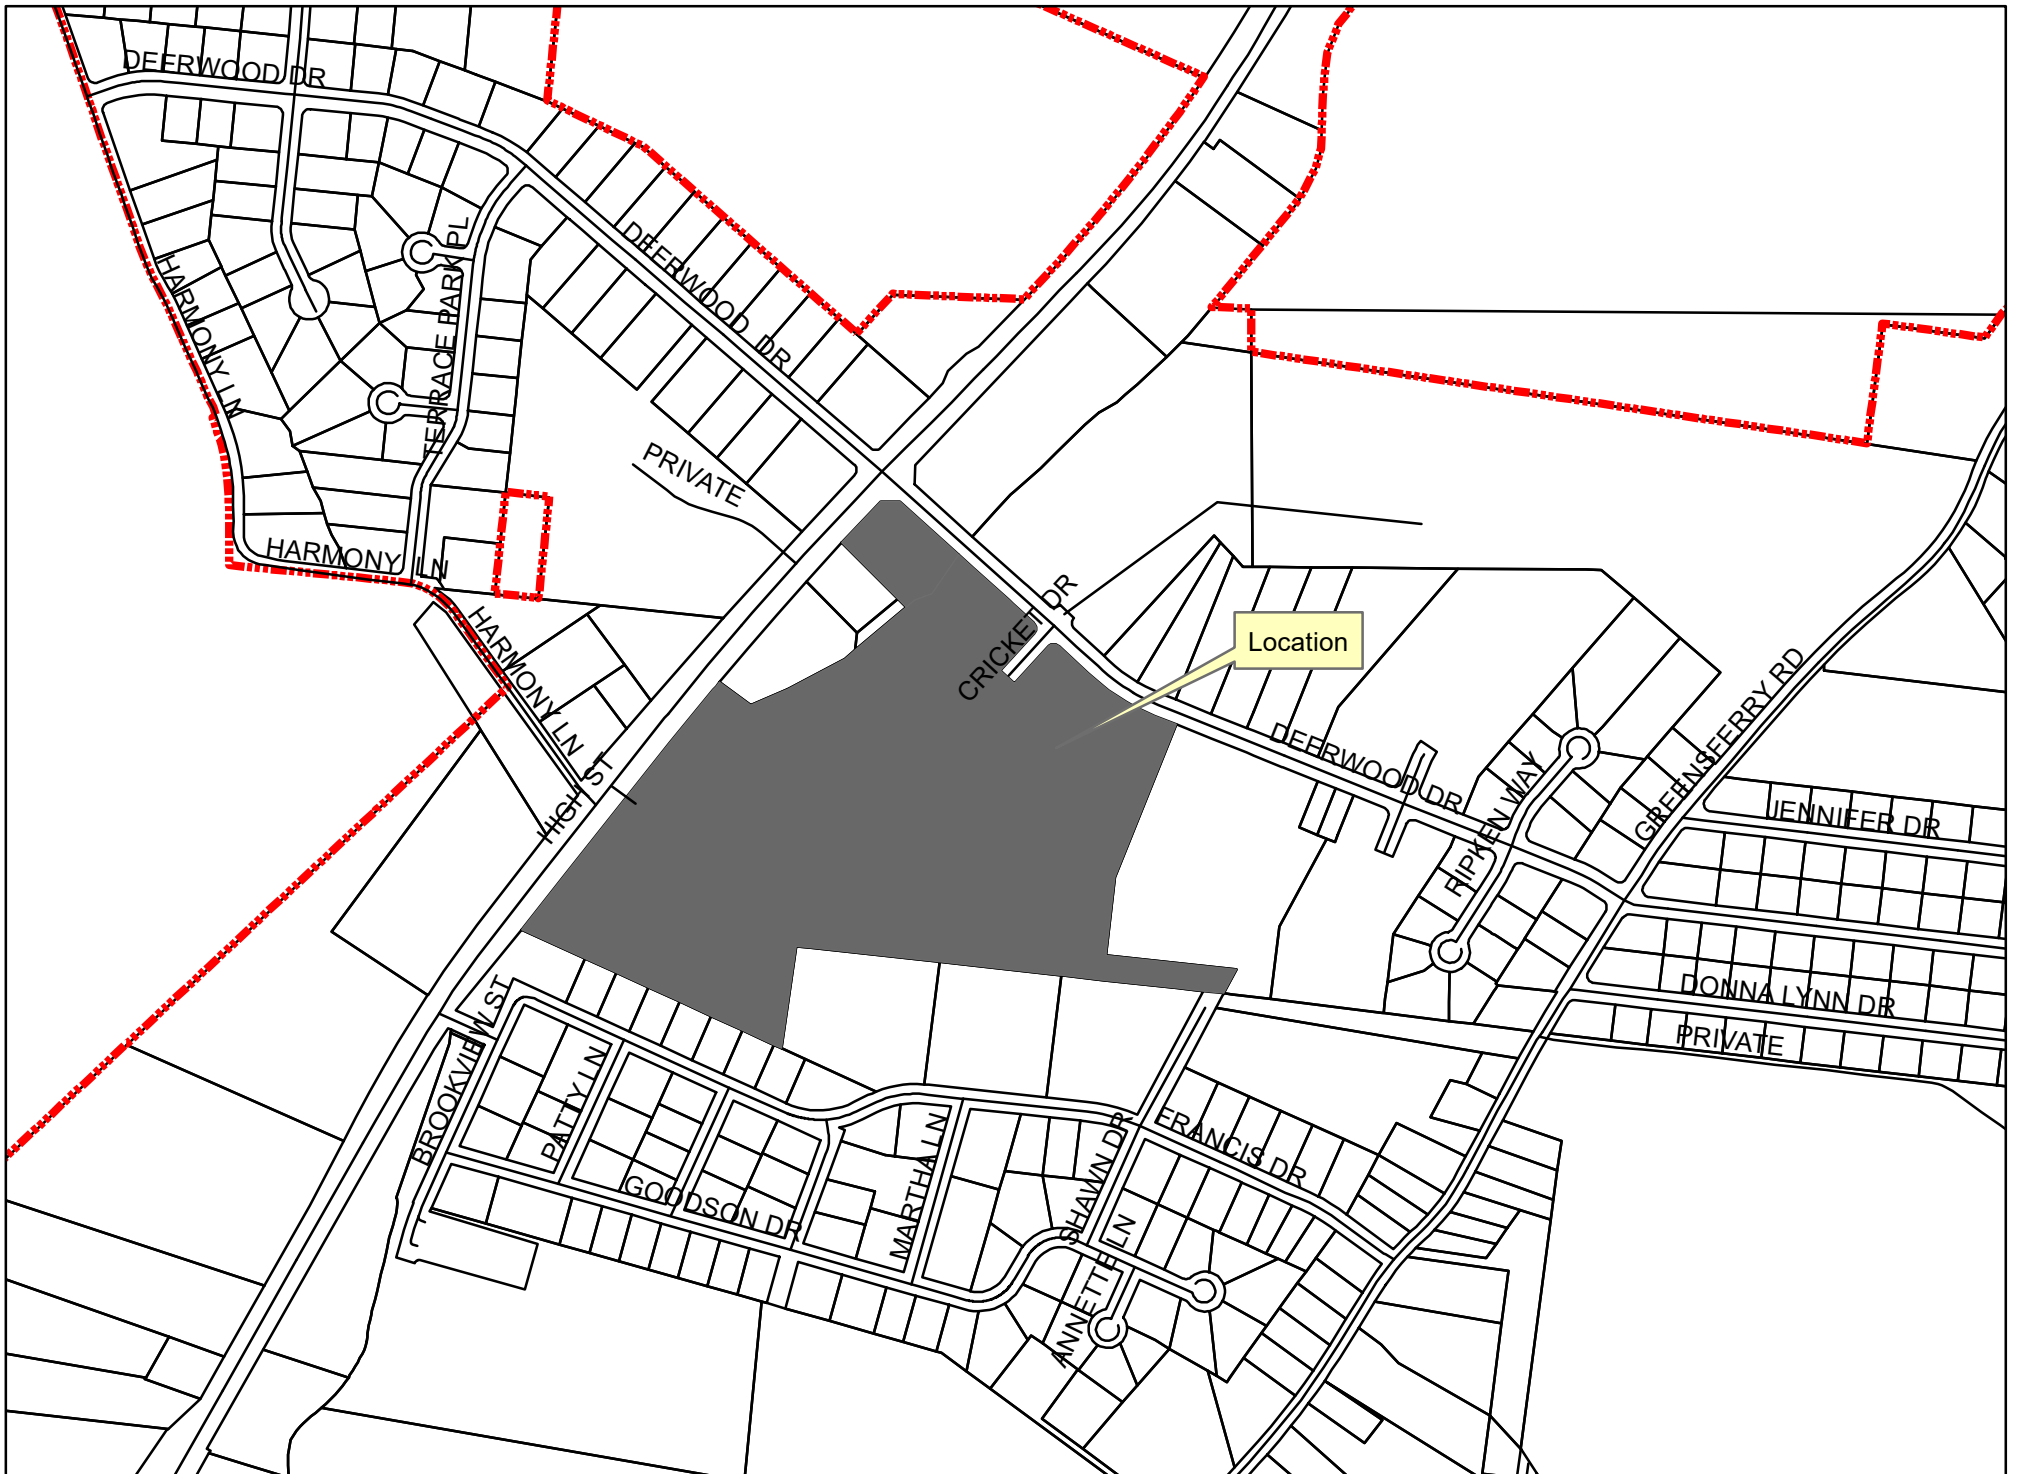 DEERWOOD DR
HARMONY LN
TERRACE PARK PL
DEERWOOD DR
PRIVATE
HARMONY LN
HARMONY LN
HIGH ST
CRICKET DR
Location
DEERWOOD DR
RIPKEN WAY
GREENSFERRY RD
JENNIFER DR
DONNA LYNN DR
PRIVATE
BROOKVIEW ST
PATTY LN
GOODSON DR
MARTHA LN
SHAWN DR
FRANCIS DR
ANNETTE LN